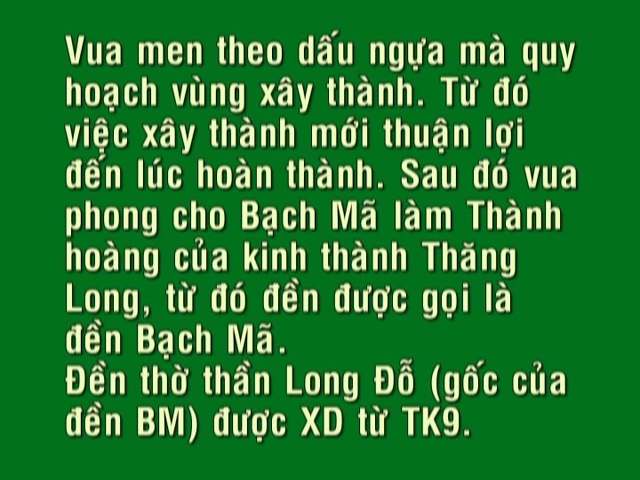 Vua men theo dấu ngựa mà quy
hoạch vùng xây thành. Từ đó
việc xây thành mới thuận lợi
đến lúc hoàn thành. Sau đó vua
phong cho Bạch Mã làm Thành
hoàng của kinh thành Thăng
Long, từ đó đền được gọi là
đền Bạch Mã.
Đền thờ thần Long Đỗ (gốc của
đền BM) được XD từ TK9.